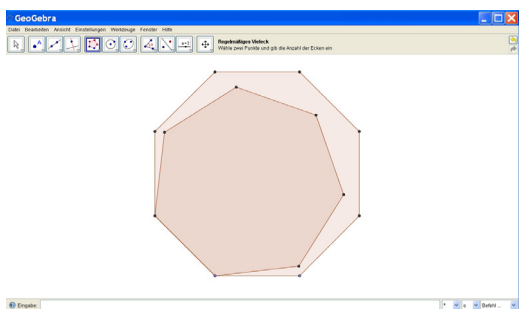 GeoGebra
Datei Bearbeiten Ansicht Einstellungen Werkzeuge Fenster Hilfe
Regelmäßiges Vieleck
Wähle zwei Punkte und gib die Anzahl der Ecken ein
a=1
Eingabe:
Befehl ...